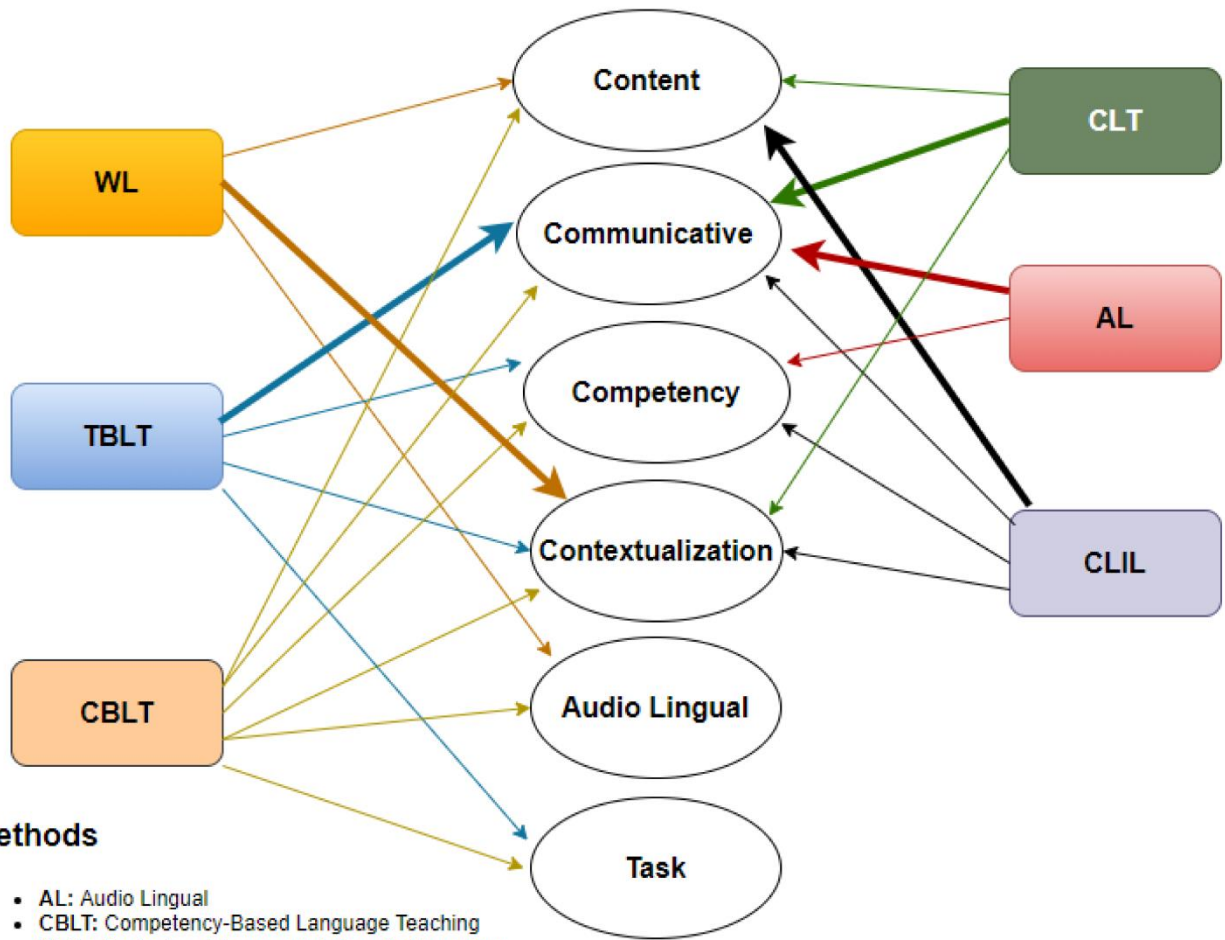 Content
CLT
WL
Communicative
AL
Competency
TBLT
Contextualization
CLIL
CBLT
Audio Lingual
Task
ethods
• AL: Audio Lingual
• CBLT: Competency-Based Language Teaching